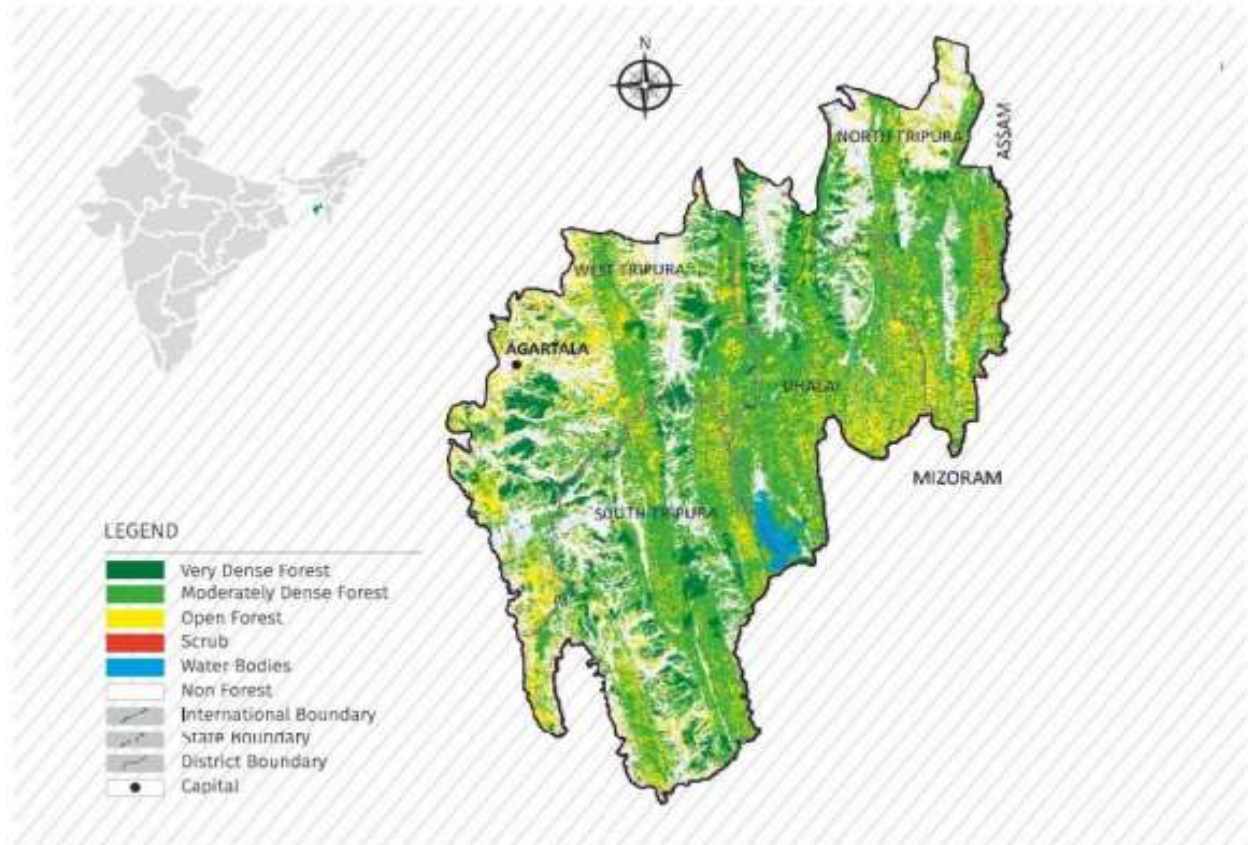 N
ASSAM
NORTH TRIPURA
WEST TRIPURA
AGARTALA
DHALAI
MIZORAM
SOUTH TRIPURA
LEGEND
Very Dense Forest
Moderately Dense Forest
Open Forest
Scrub
Water Bodies
Non Forest
International Boundary
State Boundary
District Boundary
Capital